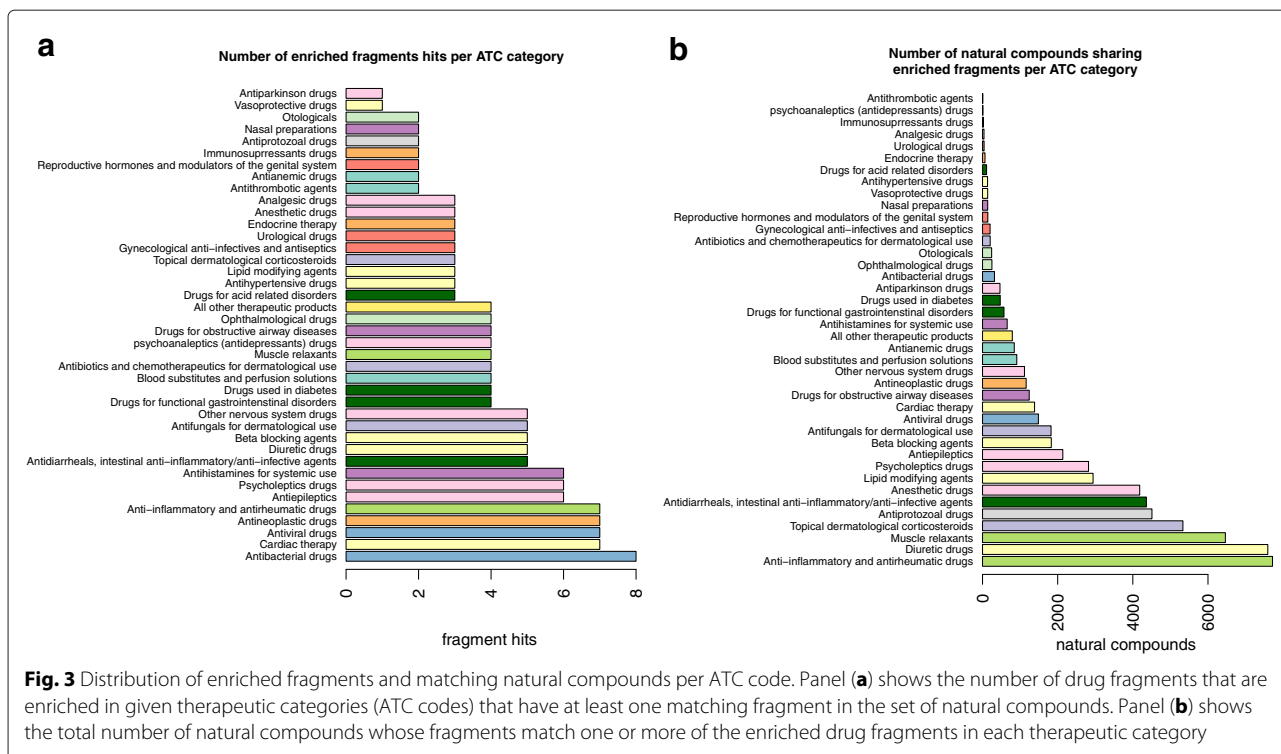 a
Number of enriched fragments hits per ATC category
Antiparkinson drugs
Vasoprotective drugs
Otologicals
Nasal preparations
Antiprotozoal drugs
Immunosuprressants drugs
Reproductive hormones and modulators of the genital system
Antianemic drugs
Antithrombotic agents
Analgesic drugs
Anesthetic drugs
Endocrine therapy
Urological drugs
Gynecological anti−infectives and antiseptics
Topical dermatological corticosteroids
Lipid modifying agents
Antihypertensive drugs
Drugs for acid related disorders
All other therapeutic products
Ophthalmological drugs
Drugs for obstructive airway diseases
psychoanaleptics (antidepressants) drugs
Muscle relaxants
Antibiotics and chemotherapeutics for dermatological use
Blood substitutes and perfusion solutions
Drugs used in diabetes
Drugs for functional gastrointestinal disorders
Other nervous system drugs
Antifungals for dermatological use
Beta blocking agents
Diuretic drugs
Antidiarrheals, intestinal anti−inflammatory/anti−infective agents
Antihistamines for systemic use
Psycholeptics drugs
Antiepileptics
Anti−inflammatory and antirheumatic drugs
Antineoplastic drugs
Antiviral drugs
Cardiac therapy
Antibacterial drugs
0 2 4 6 8
fragment hits
b
Number of natural compounds sharing
enriched fragments per ATC category
Antithrombotic agents
psychoanaleptics (antidepressants) drugs
Immunosuprressants drugs
Analgesic drugs
Urological drugs
Endocrine therapy
Drugs for acid related disorders
Antihypertensive drugs
Vasoprotective drugs
Nasal preparations
Reproductive hormones and modulators of the genital system
Gynecological anti−infectives and antiseptics
Antibiotics and chemotherapeutics for dermatological use
Otologicals
Ophthalmological drugs
Antibacterial drugs
Antiparkinson drugs
Drugs used in diabetes
Drugs for functional gastrointestinal disorders
Antihistamines for systemic use
All other therapeutic products
Antianemic drugs
Blood substitutes and perfusion solutions
Other nervous system drugs
Antineoplastic drugs
Drugs for obstructive airway diseases
Cardiac therapy
Antiviral drugs
Antifungals for dermatological use
Beta blocking agents
Antiepileptics
Psycholeptics drugs
Lipid modifying agents
Anesthetic drugs
Antidiarrheals, intestinal anti−inflammatory/anti−infective agents
Antiprotozoal drugs
Topical dermatological corticosteroids
Muscle relaxants
Diuretic drugs
Anti−inflammatory and antirheumatic drugs
0 2000 4000 6000
natural compounds
Fig. 3 Distribution of enriched fragments and matching natural compounds per ATC code. Panel (a) shows the number of drug fragments that are
enriched in given therapeutic categories (ATC codes) that have at least one matching fragment in the set of natural compounds. Panel (b) shows
the total number of natural compounds whose fragments match one or more of the enriched drug fragments in each therapeutic category